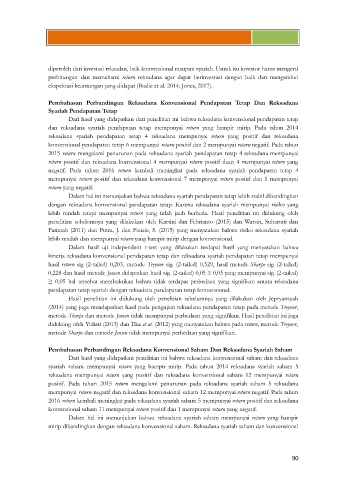 diperoleh dari investasi reksadan, baik konvensional maupun syariah. Untuk itu investor harus mengerti
perhitungan dan memahami return reksadana agar dapat berinvestasi dengan baik dan mengetahui
ekspektasi keuntungan yang didapat (Bodie et al. 2014; Jones, 2017).
Pembahasan Perbandingan Reksadana Konvensional Pendapatan Tetap Dan Reksadana
Syariah Pendapatan Tetap
Dari hasil yang didapatkan dari penelitian ini bahwa reksadana konvensional pendapatan tetap
dan reksadana syariah pendapatan tetap mempunyai return yang hampir mirip. Pada tahun 2014
reksadana syariah pendapatan tetap 4 reksadana mempunyai return yang positif dan reksadana
konvensional pendapatan tetap 6 mempunyai return positif dan 2 mempunyai return negatif. Pada tahun
2015 return mengalami penurunan pada reksadana syariah pendapatan tetap 4 reksadana mempunyai
return positif dan reksadana konvensional 4 mempunyai return positif dan 4 mempunyai return yang
negatif. Pada tahun 2016 return kembali meningkat pada reksadana syariah pendapatan tetap 4
mempunyai return positif dan reksadana konvensional 7 mempunyai return positif dan 1 mempunyai
return yang negatif.
Dalam hal ini menunjukan bahwa reksadana syariah pendapatan tetap lebih stabil dibandingkan
dengan reksadana konvensional pendapatan tetap. Karena reksadana syariah mempunyai risiko yang
lebih rendah tetapi mempunyai return yang tidak jauh berbeda. Hasil penelitian ini didukung oleh
penelitian sebelumnya yang dilakukan oleh Kartini dan Febrianto (2015) dan Warsito, Suhartati dan
Fatimah (2011) dan Putra, J. dan Fauzie, S. (2015) yang menyatakan bahwa risiko reksadana syariah
lebih rendah dan mempunyai return yang hampir mirip dengan konvensional.
Dalam hasil uji independent t-test yang dilakukan terdapat hasil yang menyatakan bahwa
kinerja reksadana konvensional pendapatan tetap dan reksadana syariah pendapatan tetap mempunyai
hasil return sig (2-tailed) 0,203, metode Treynor sig. (2-tailed) 0,523, hasil metode Sharpe sig. (2-tailed)
0,228 dan hasil metode Jensen didapatkan hasil sig. (2-tailed) 0,05 ≥ 0,05 yang mempunyai sig. (2-tailed)
≥ 0,05 hal tersebut membuktikan bahwa tidak terdapat perbedaan yang signifikan antara reksadana
pendapatan tetap syariah dengan reksadana pendapatan tetap konvensional.
Hasil penelitian ini didukung oleh penelitian sebelumnya yang dilakukan oleh Jepryansyah
(2014) yang juga mendapatkan hasil pada pengujian reksadana pendapatan tetap pada metode Treynor,
metode Sharpe dan metode Jensen tidak mempunyai perbedaan yang signifikan. Hasil penelitian ini juga
didukung oleh Yuliati (2013) dan Ilka et al. (2012) yang menyatakan bahwa pada return, metode Treynor,
metode Sharpe dan metode Jensen tidak mempunyai perbedaan yang signifikan.
Pembahasan Perbandingan Reksadana Konvensional Saham Dan Reksadana Syariah Saham
Dari hasil yang didapatkan penelitian ini bahwa reksadana konvensional saham dan reksadana
syariah saham mempunyai return yang hampir mirip. Pada tahun 2014 reksadana syariah saham 5
reksadana mempunyai return yang positif dan reksadana konvensional saham 12 mempunyai return
positif. Pada tahun 2015 return mengalami penurunan pada reksadana syariah saham 5 reksadana
mempunyai return negatif dan reksadana konvensional saham 12 mempunyai return negatif. Pada tahun
2016 return kembali meningkat pada reksadana syariah saham 5 mempunyai return positif dan reksadana
konvensional saham 11 mempunyai return positif dan 1 mempunyai return yang negatif.
Dalam hal ini menunjukan bahwa reksadana syariah saham mempunyai return yang hampir
mirip dibandingkan dengan reksadana konvensional saham. Reksadana syariah saham dan konvensional
90